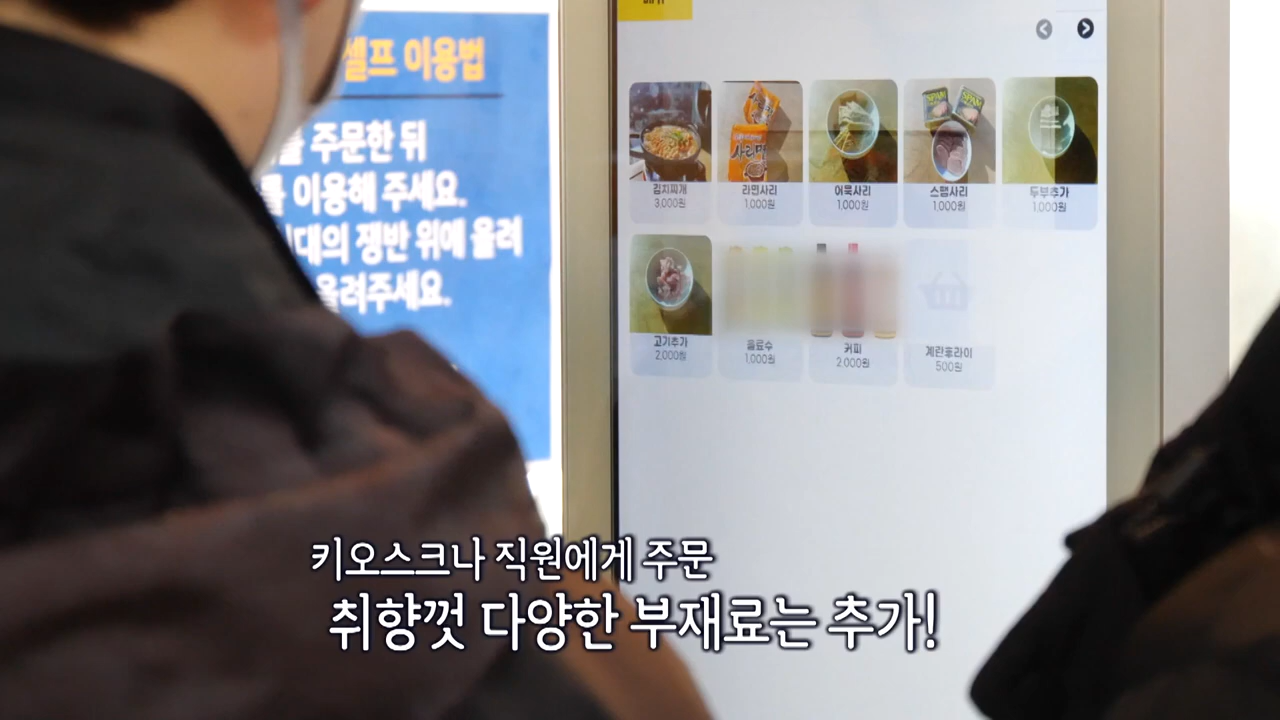 셀프 이용법
주문한 뒤
이용해 주세요.
대의 쟁반 위에 올려
올려주세요.
사리면
SPAM
SPAM
김치찌개
3,000원
라면사리
1,000원
어묵사리
1,000원
스팸사리
1,000원
두부추가
1,000원
고기추가
2,000원
음료수
1,000원
커피
2,000원
계란후라이
500원
키오스크나 직원에게 주문
취향껏 다양한 부재료는 추가!